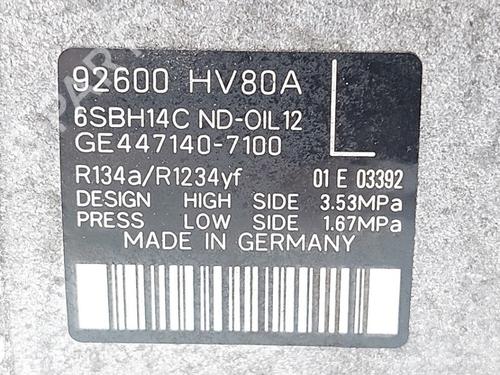 92600 HV80A
6SBH14C ND-OIL12
GE447140-7100
L
R134a/R1234yf 01 E 03392
DESIGN HIGH SIDE 3.53MPa
PRESS LOW SIDE 1.67MPa
MADE IN GERMANY